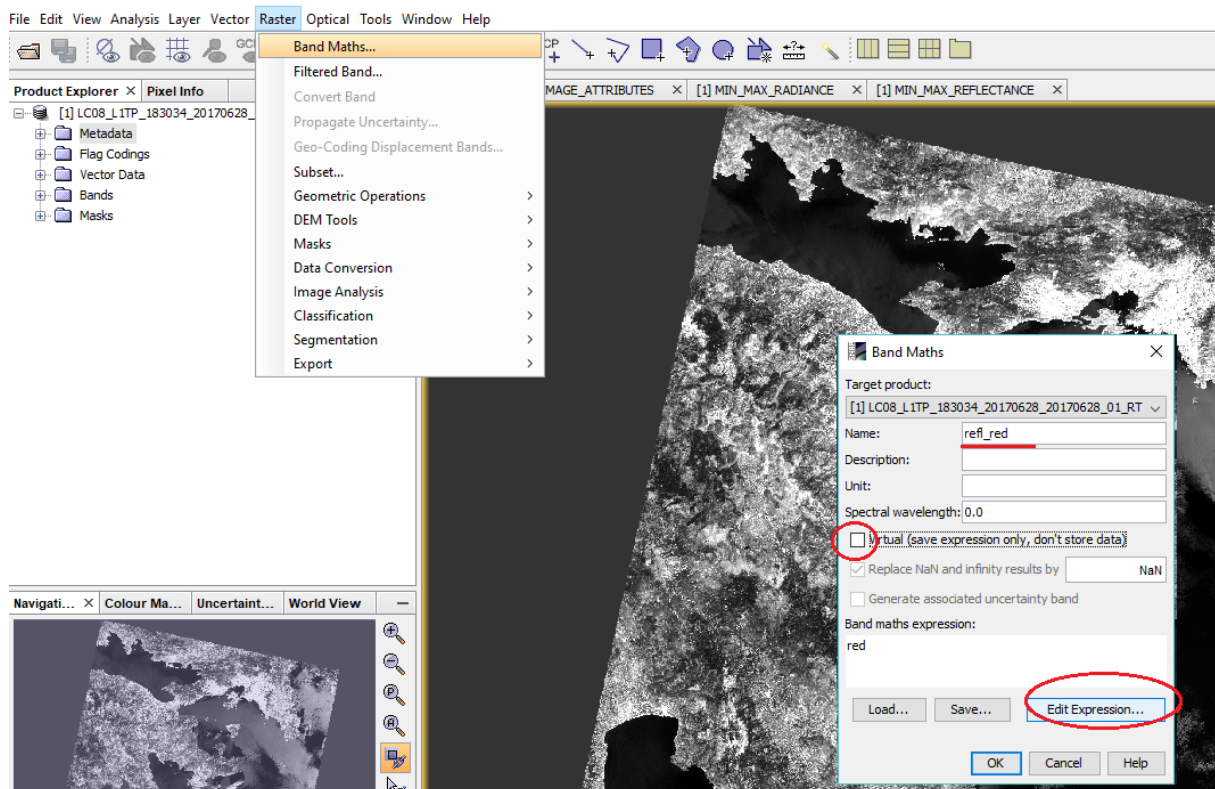 File Edit View Analysis Layer Vector Raster Optical Tools Window Help
Band Maths...
Filtered Band...
Convert Band
Propagate Uncertainty...
Geo-Coding Displacement Bands...
Subset...
Geometric Operations
DEM Tools
Masks
Data Conversion
Image Analysis
Classification
Segmentation
Export
Product Explorer Pixel Info
[1] LC08_L1TP_183034_20170628_
Metadata
Flag Codings
Vector Data
Bands
Masks
MAGE_ATTRIBUTES [1] MIN_MAX_RADIANCE [1] MIN_MAX_REFLECTANCE
Band Maths
Target product:
[1] LC08_L1TP_183034_20170628_20170628_01_RT
Name: refl_red
Description:
Unit:
Spectral wavelength: 0.0
Virtual (save expression only, don't store data)
Replace NaN and infinity results by NaN
Generate associated uncertainty band
Band maths expression:
red
Load... Save... Edit Expression...
OK Cancel Help
Navigati... Colour Ma... Uncertaint... World View